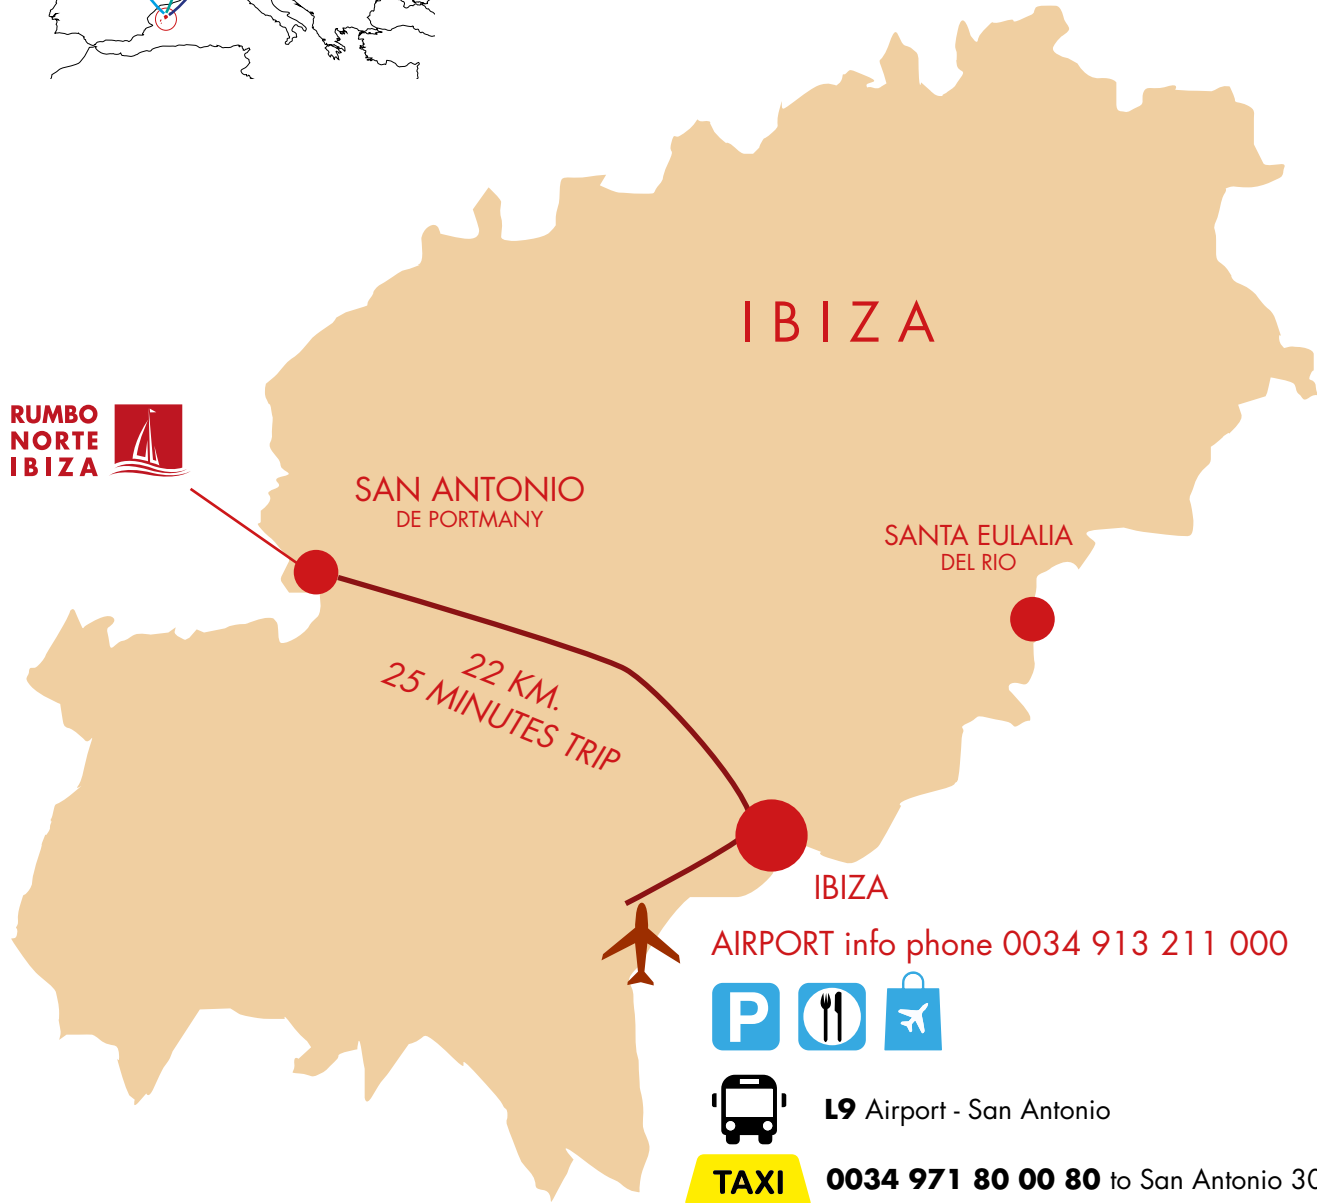 IBIZA
RUMBO
NORTE
IBIZA
SAN ANTONIO
DE PORTMANY
SANTA EULALIA
DEL RIO
22 KM.
25 MINUTES TRIP
IBIZA
AIRPORT info phone 0034 913 211 000
P
L9 Airport - San Antonio
TAXI 0034 971 80 00 80 to San Antonio 30